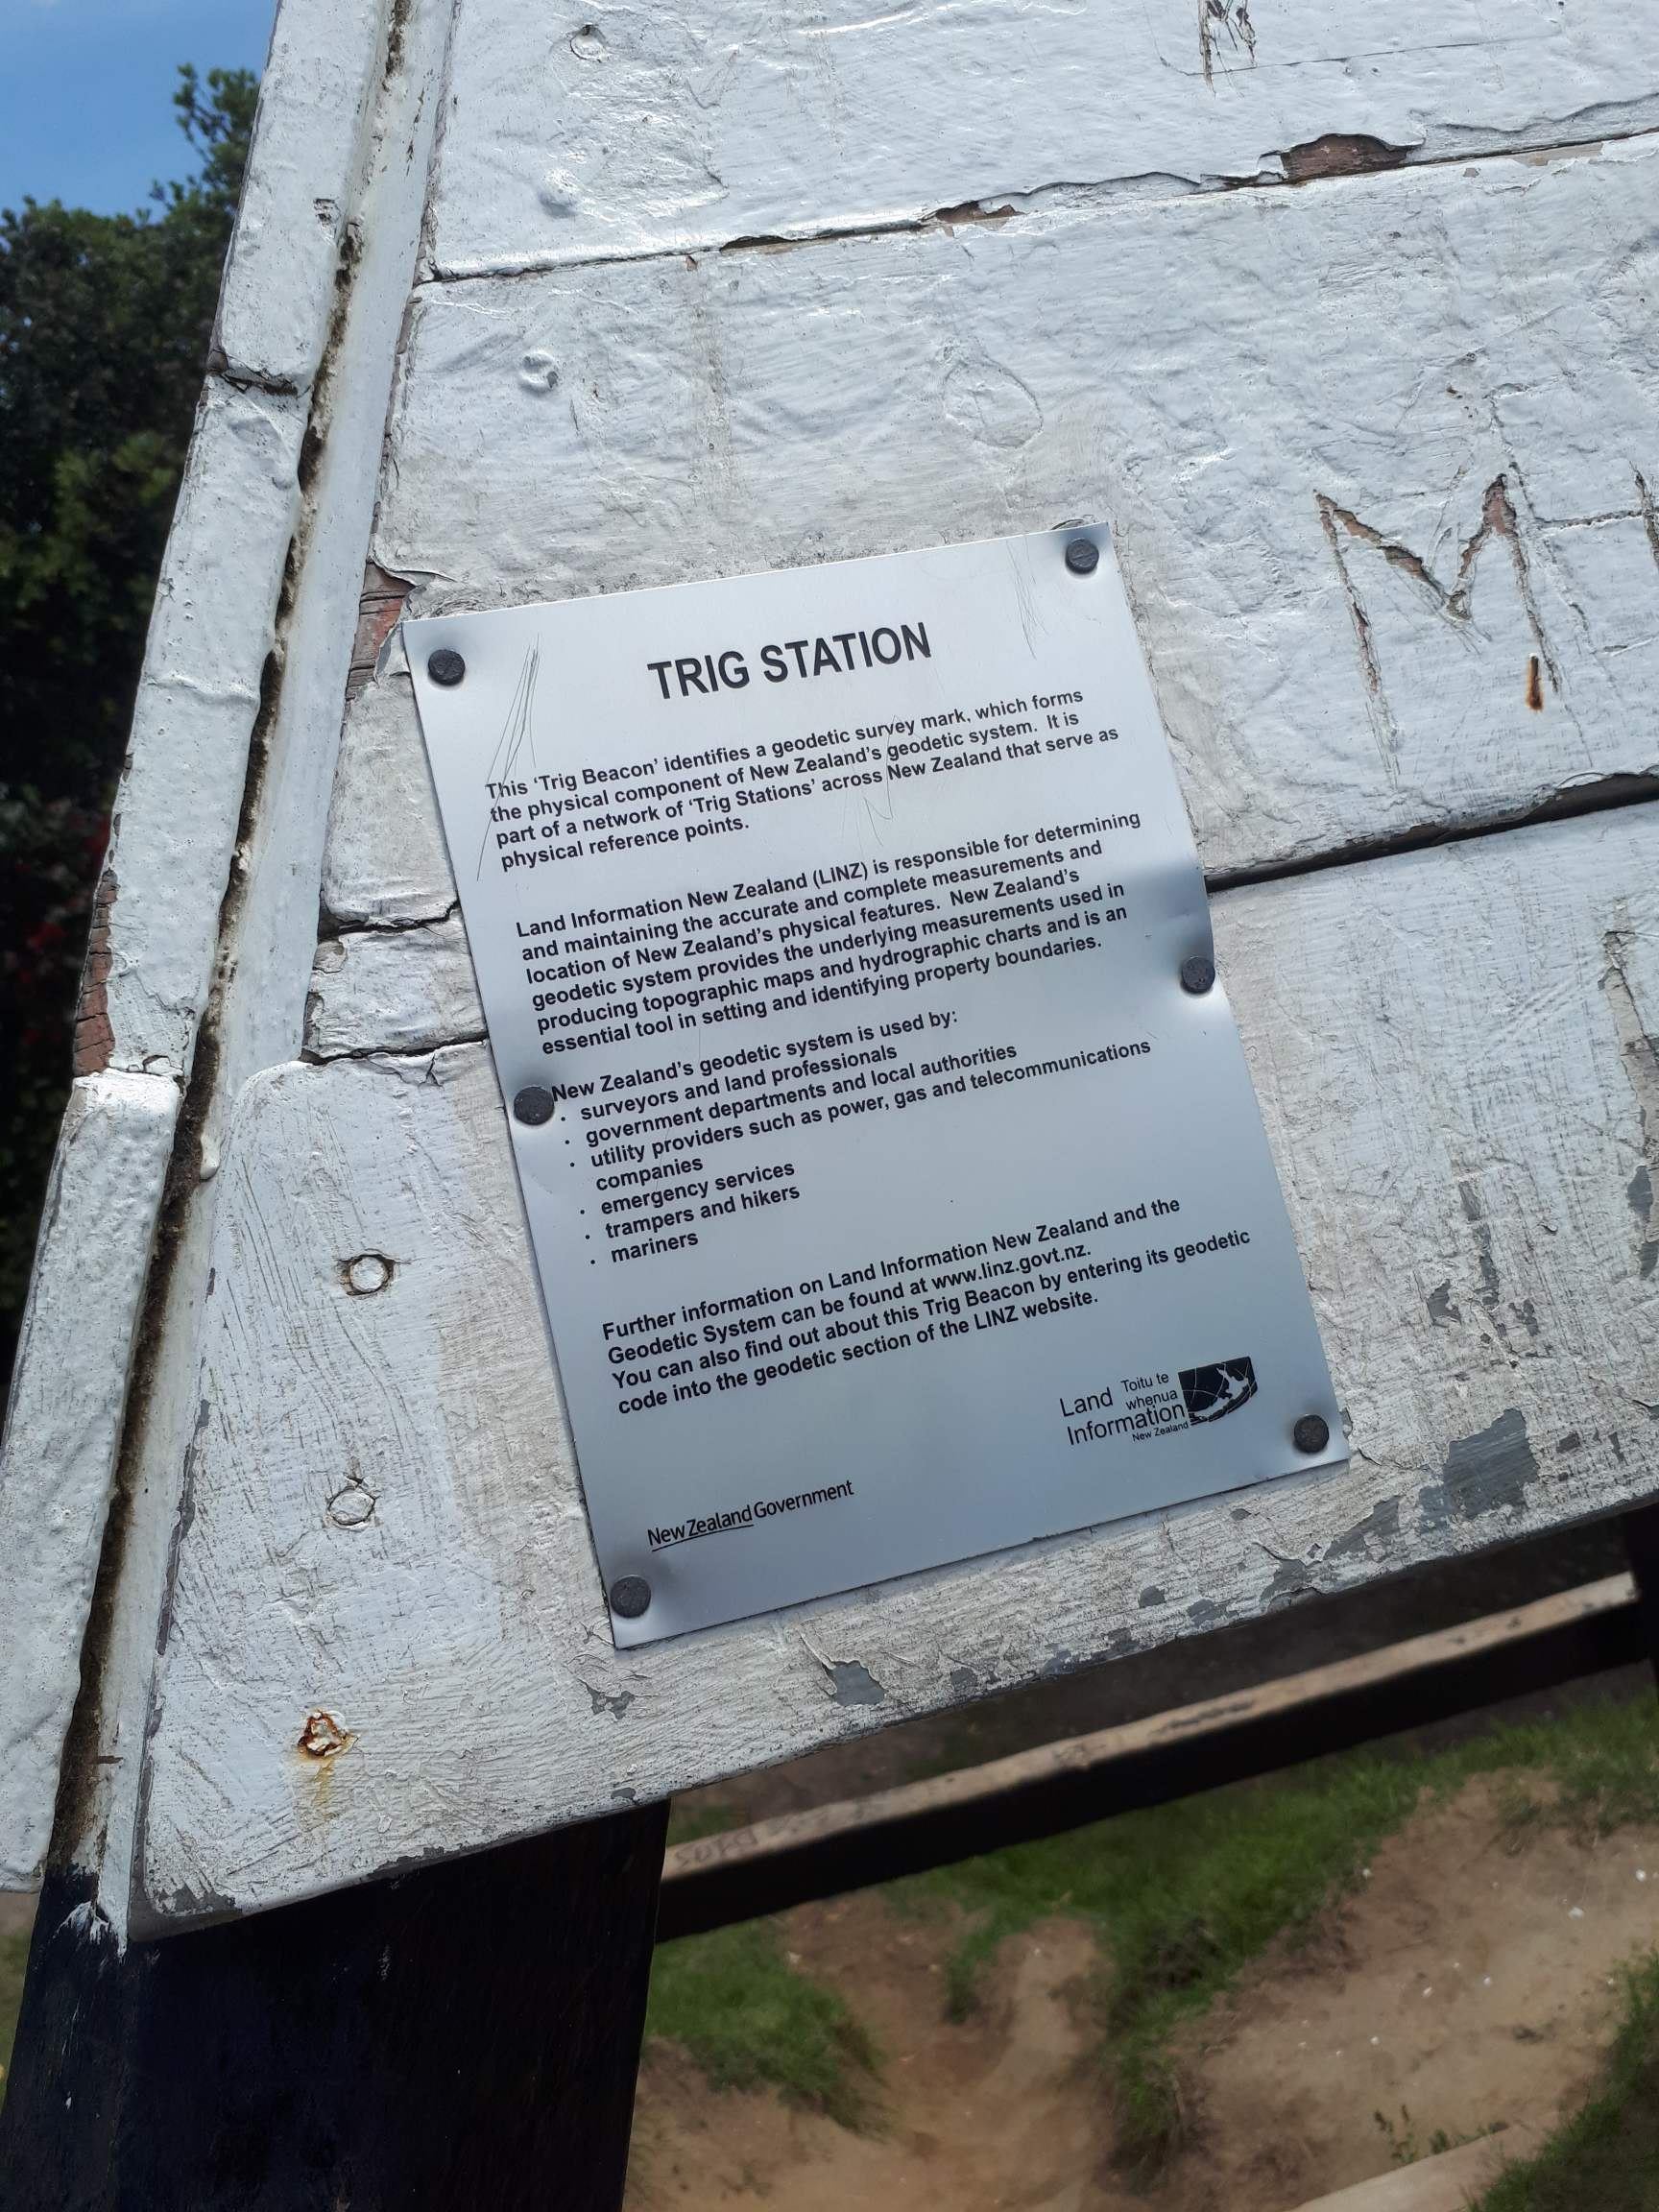 TRIG STATION
This ‘Trig Beacon’ identifies a geodetic survey mark, which forms
the physical component of New Zealand’s geodetic system.  It is
part of a network of ‘Trig Stations’ across New Zealand that serve as
physical reference points.
Land Information New Zealand (LINZ) is responsible for determining
and maintaining the accurate and complete measurements and
location of New Zealand’s physical features.  New Zealand’s
geodetic system provides the underlying measurements used in
producing topographic maps and hydrographic charts and is an
essential tool in setting and identifying property boundaries.
New Zealand’s geodetic system is used by:
· surveyors and land professionals
· government departments and local authorities
· utility providers such as power, gas and telecommunications
companies
· emergency services
· trampers and hikers
· mariners
Further information on Land Information New Zealand and the
Geodetic System can be found at www.linz.govt.nz.
You can also find out about this Trig Beacon by entering its geodetic
code into the geodetic section of the LINZ website.
Land Toitu te
whenua
Information
New Zealand
New Zealand Government